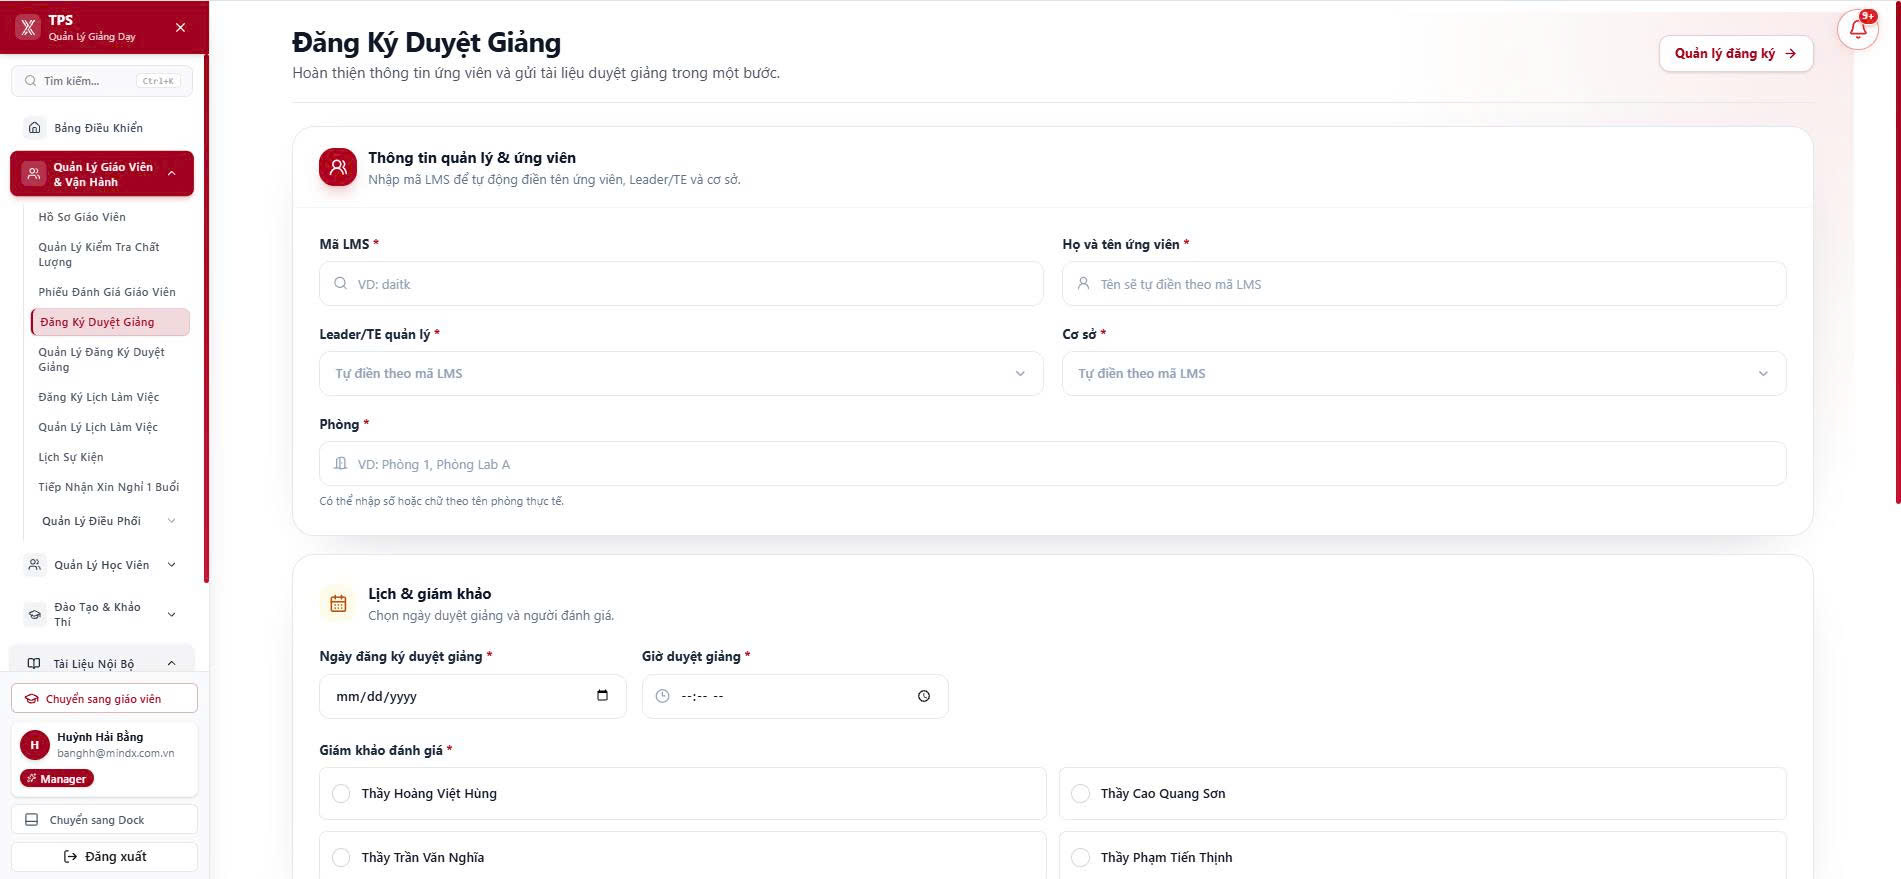 TPS
Quản Lý Giảng Dạy
Tìm kiếm...
Ctrl+K
Bảng Điều Khiển
Quản Lý Giáo Viên
& Vận Hành
Hồ Sơ Giáo Viên
Quản Lý Kiểm Tra Chất
Lượng
Phiếu Đánh Giá Giáo Viên
Đăng Ký Duyệt Giảng
Quản Lý Đăng Ký Duyệt
Giảng
Đăng Ký Lịch Làm Việc
Quản Lý Lịch Làm Việc
Lịch Sự Kiện
Tiếp Nhận Xin Nghỉ 1 Buổi
Quản Lý Điều Phối
Quản Lý Học Viên
Đào Tạo & Khảo
Thí
Tài Liệu Nội Bộ
Chuyển sang giáo viên
H
Huỳnh Hải Bằng
banghh@mindx.com.vn
Manager
Chuyển sang Dock
Đăng xuất
Đăng Ký Duyệt Giảng
Hoàn thiện thông tin ứng viên và gửi tài liệu duyệt giảng trong một bước.
Quản lý đăng ký →
9+
Thông tin quản lý & ứng viên
Nhập mã LMS để tự động điền tên ứng viên, Leader/TE và cơ sở.
Mã LMS *
VD: daitk
Họ và tên ứng viên *
Tên sẽ tự điền theo mã LMS
Leader/TE quản lý *
Tự điền theo mã LMS
Cơ sở *
Tự điền theo mã LMS
Phòng *
VD: Phòng 1, Phòng Lab A
Có thể nhập số hoặc chữ theo tên phòng thực tế.
Lịch & giám khảo
Chọn ngày duyệt giảng và người đánh giá.
Ngày đăng ký duyệt giảng *
mm/dd/yyyy
Giờ duyệt giảng *
--:-- --
Giám khảo đánh giá *
Thầy Hoàng Việt Hùng
Thầy Cao Quang Sơn
Thầy Trần Văn Nghĩa
Thầy Phạm Tiến Thịnh